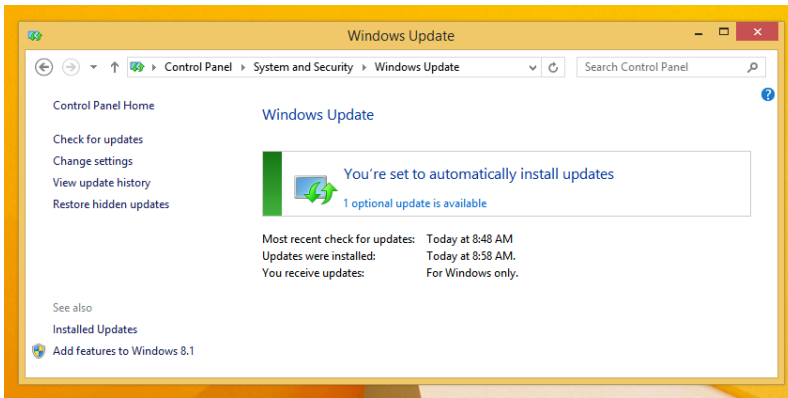 Windows Update
Control Panel System and Security Windows Update
Search Control Panel
Control Panel Home
Check for updates
Change settings
View update history
Restore hidden updates
See also
Installed Updates
Add features to Windows 8.1
Windows Update
You're set to automatically install updates
1 optional update is available
Most recent check for updates: Today at 8:48 AM
Updates were installed: Today at 8:58 AM.
You receive updates: For Windows only.